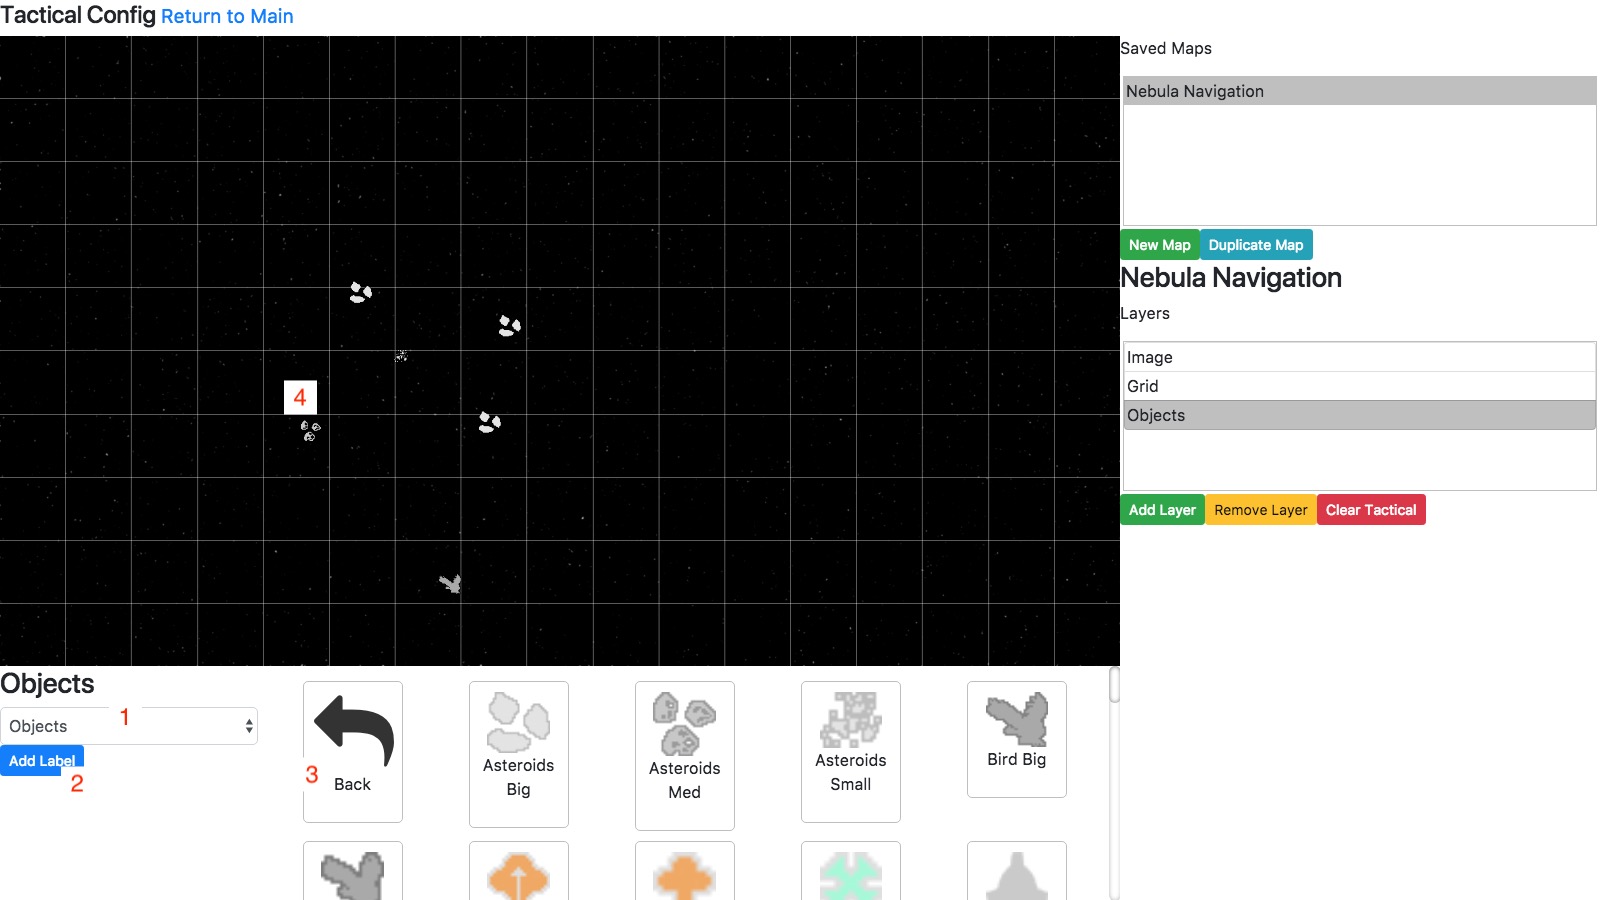 Tactical Config Return to Main
Saved Maps
Nebula Navigation
New Map Duplicate Map
Nebula Navigation
Layers
Image
Grid
Objects
Add Layer Remove Layer Clear Tactical
4
Objects
1
Objects
Add Label
2
3
Back
Asteroids
Big
Asteroids
Med
Asteroids
Small
Bird Big